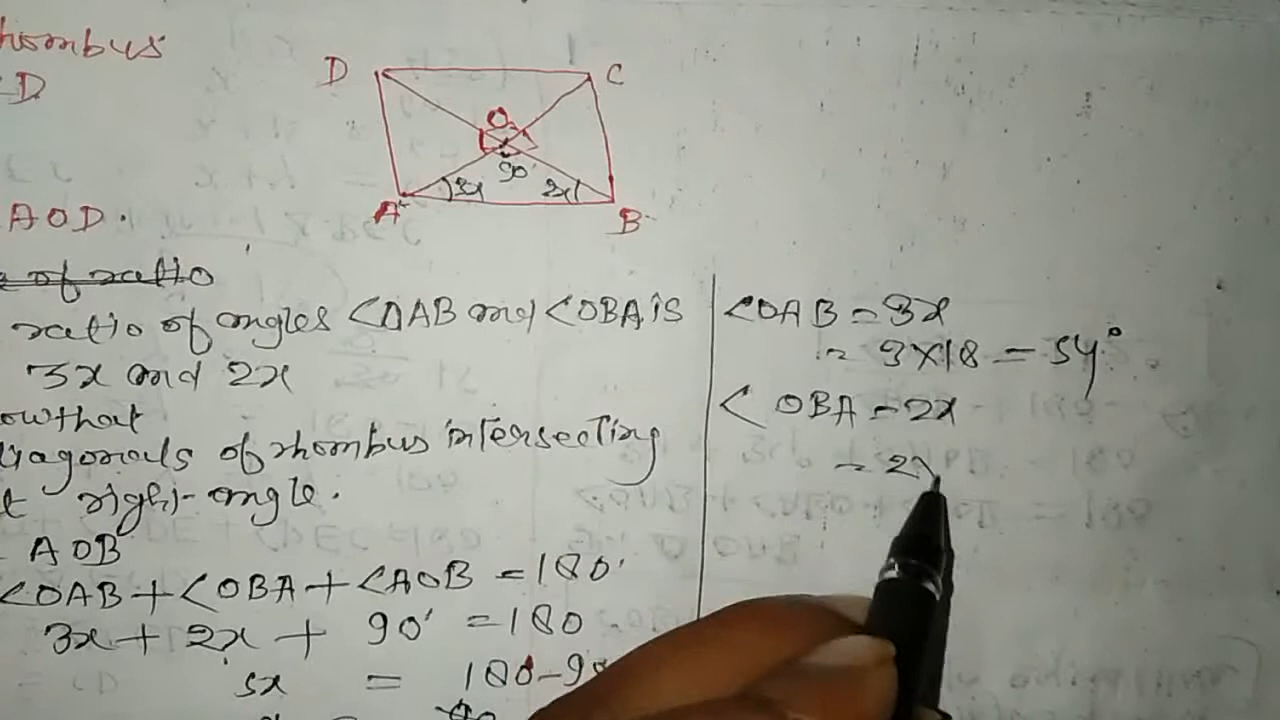 rhombus
D
D C
O
90°
3x 2x
A B
AOD.
of ratio
ratio of angles <OAB and <OBA is
3x and 2x
owthat
diagonals of rhombus intersecting
t right-angle.
AOB
<OAB + <OBA + <AOB = 180°
3x + 2x + 90° = 180
5x = 180-90
<OAB = 3x
= 3×18 = 54°
<OBA = 2x
= 2×